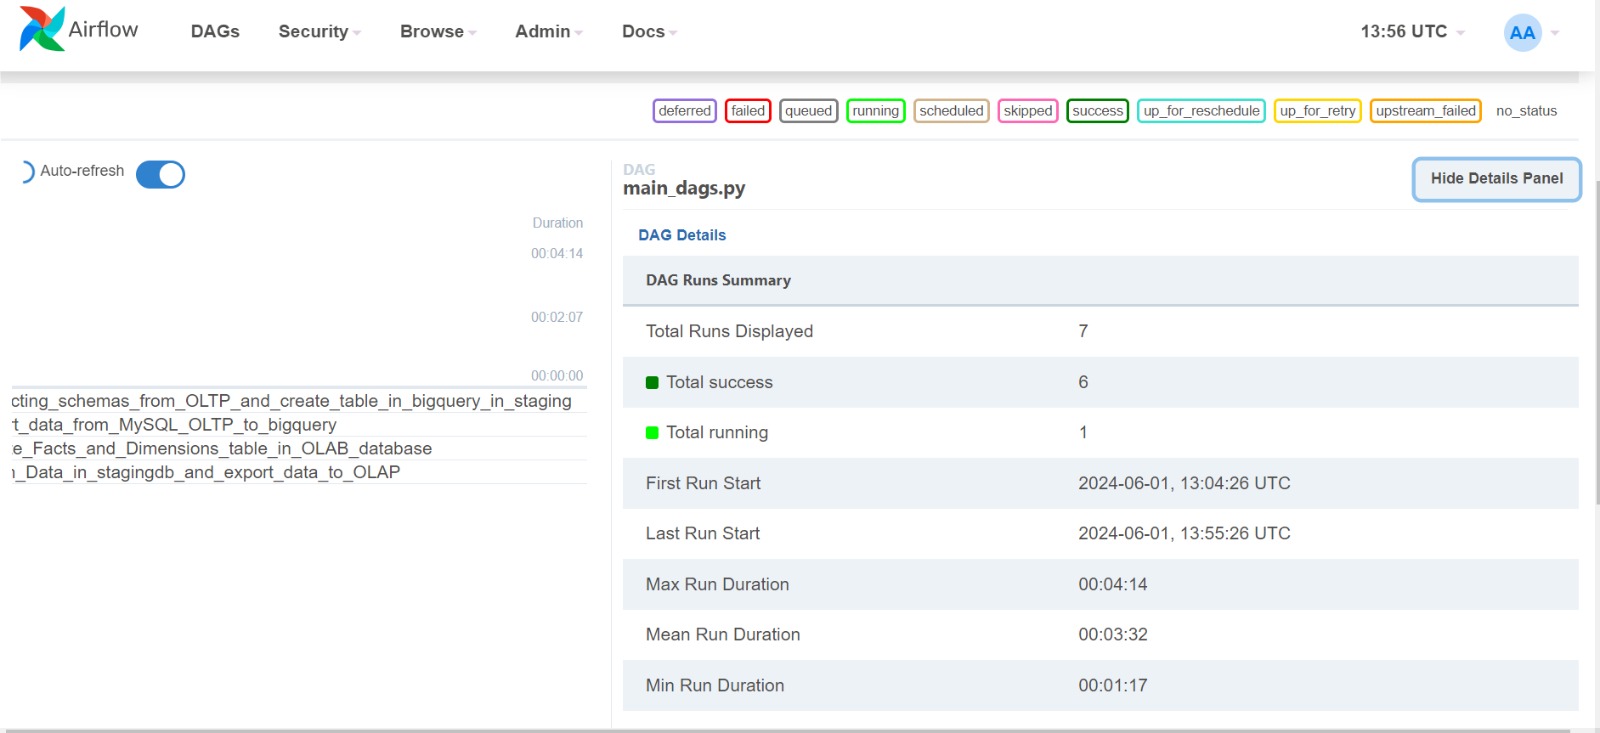 Airflow DAGs Security Browse Admin Docs 13:56 UTC AA
deferred failed queued running scheduled skipped success up_for_reschedule up_for_retry upstream_failed no_status
Auto-refresh
Duration
00:04:14
00:02:07
00:00:00
cting_schemas_from_OLTP_and_create_table_in_bigquery_in_staging
t_data_from_MySQL_OLTP_to_bigquery
e_Facts_and_Dimensions_table_in_OLAB_database
_Data_in_stagingdb_and_export_data_to_OLAP
DAG
main_dags.py
Hide Details Panel
DAG Details
DAG Runs Summary
Total Runs Displayed 7
Total success 6
Total running 1
First Run Start 2024-06-01, 13:04:26 UTC
Last Run Start 2024-06-01, 13:55:26 UTC
Max Run Duration 00:04:14
Mean Run Duration 00:03:32
Min Run Duration 00:01:17